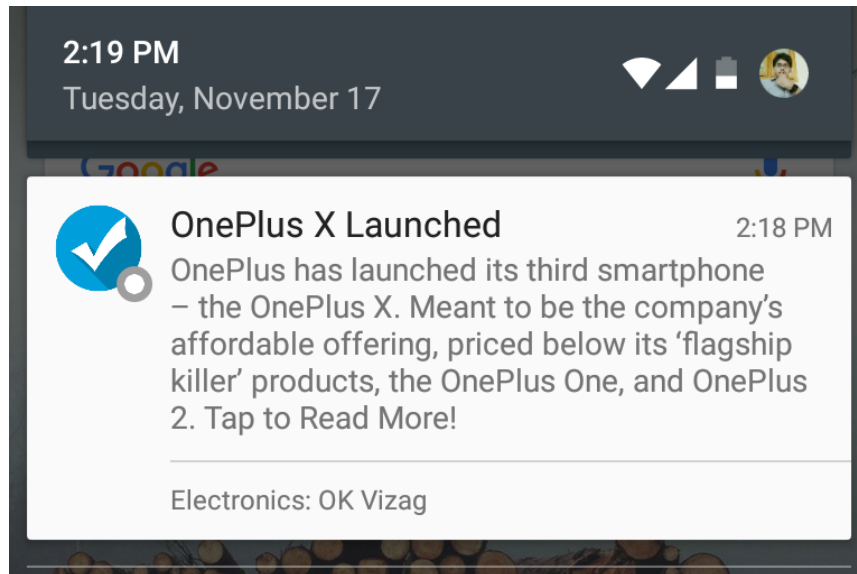 2:19 PM
Tuesday, November 17
Google
OnePlus X Launched
2:18 PM
OnePlus has launched its third smartphone
– the OnePlus X. Meant to be the company’s
affordable offering, priced below its ‘flagship
killer’ products, the OnePlus One, and OnePlus
2. Tap to Read More!
Electronics: OK Vizag